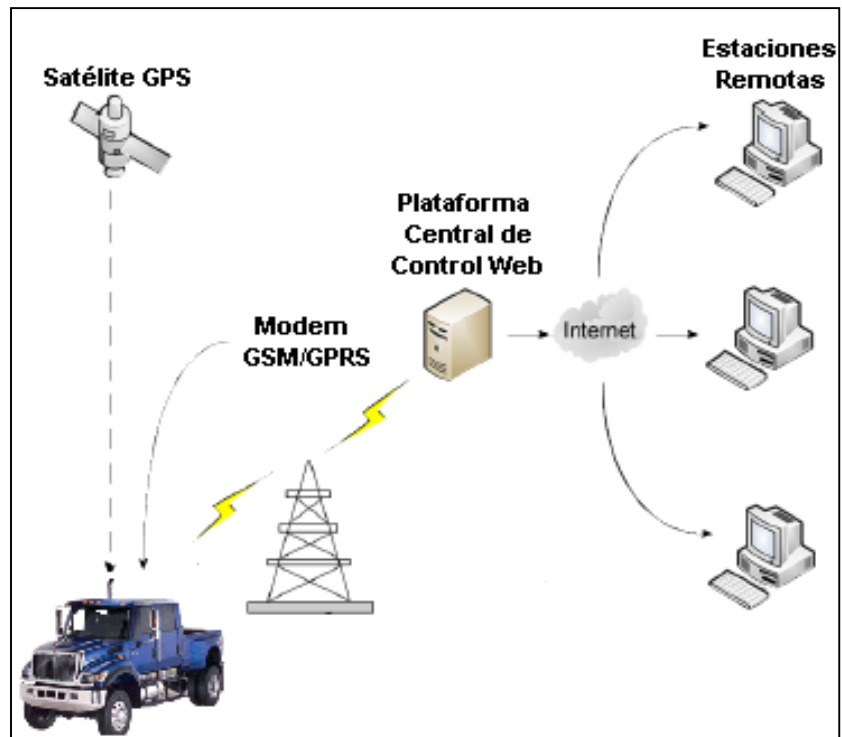 Estaciones
Remotas
Satélite GPS
Plataforma
Central de
Control Web
Modem
GSM/GPRS
Internet